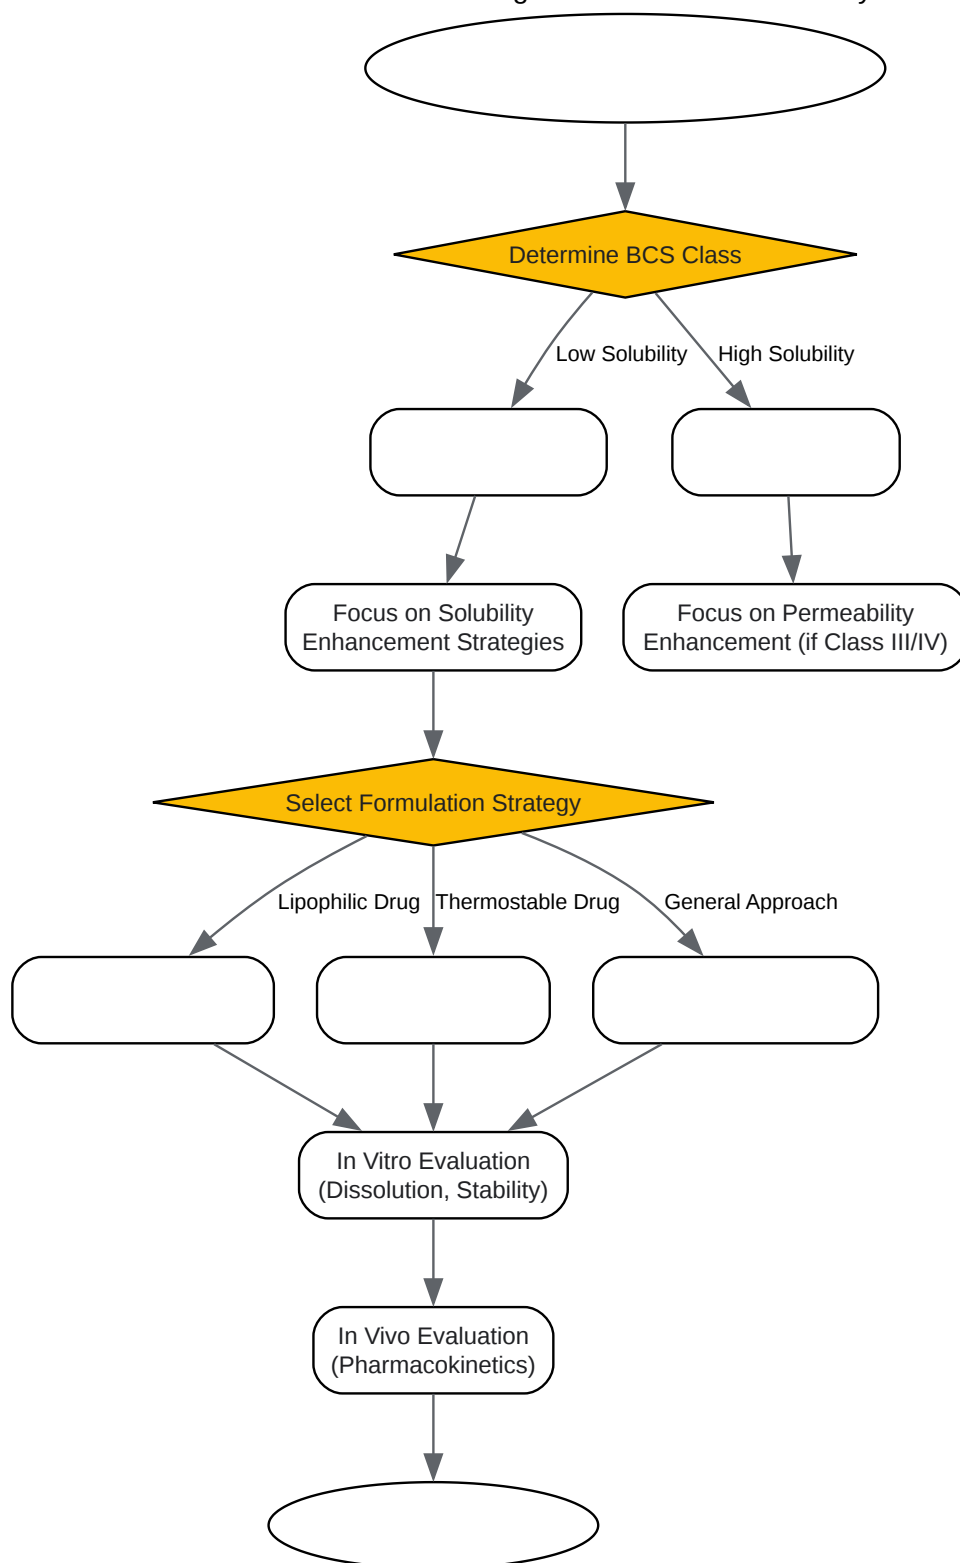 Determine BCS Class
Low Solubility
High Solubility
Focus on Solubility
Enhancement Strategies
Focus on Permeability
Enhancement (if Class III/IV)
Select Formulation Strategy
Lipophilic Drug
Thermostable Drug
General Approach
In Vitro Evaluation
(Dissolution, Stability)
In Vivo Evaluation
(Pharmacokinetics)